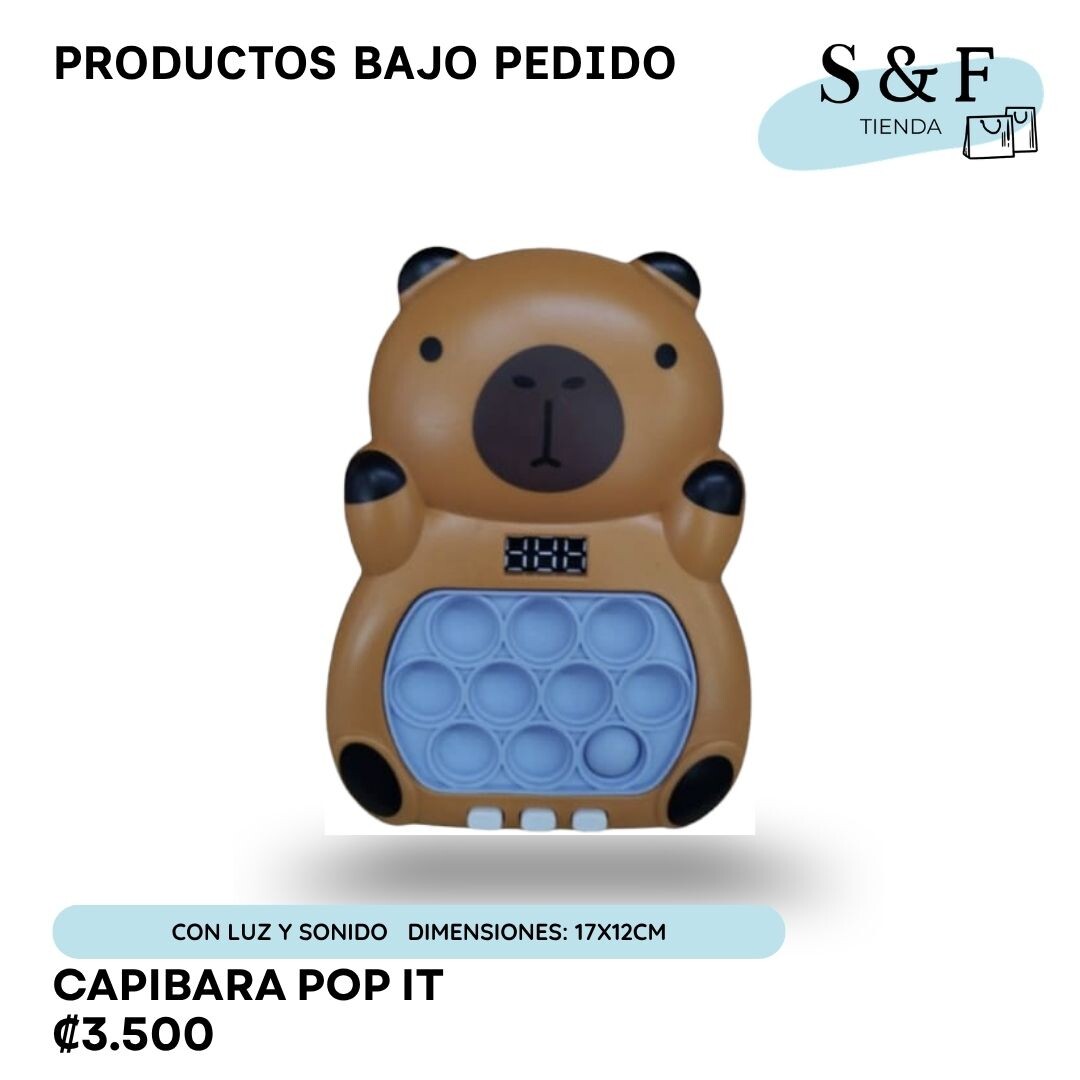 PRODUCTOS BAJO PEDIDO
S & F
TIENDA
CON LUZ Y SONIDO DIMENSIONES: 17X12CM
CAPIBARA POP IT
₡3.500